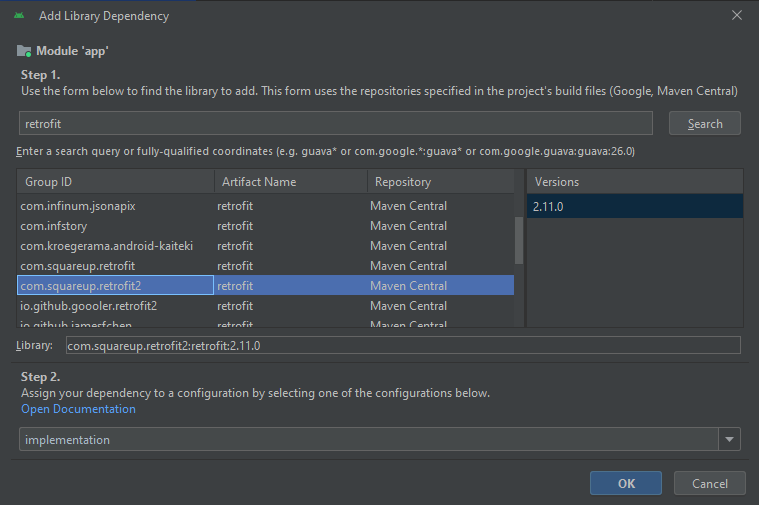 Add Library Dependency
Module 'app'
Step 1.
Use the form below to find the library to add. This form uses the repositories specified in the project's build files (Google, Maven Central)
retrofit
Search
Enter a search query or fully-qualified coordinates (e.g. guava* or com.google.*:guava* or com.google.guava:guava:26.0)
Group ID Artifact Name Repository Versions
com.infinum.jsonapix retrofit Maven Central 2.11.0
com.infstory retrofit Maven Central
com.kroegerama.android-kaiteki retrofit Maven Central
com.squareup.retrofit retrofit Maven Central
com.squareup.retrofit2 retrofit Maven Central
io.github.goooler.retrofit2 retrofit Maven Central
io.github.jamesfchen retrofit Maven Central
Library: com.squareup.retrofit2:retrofit:2.11.0
Step 2.
Assign your dependency to a configuration by selecting one of the configurations below.
Open Documentation
implementation
OK Cancel